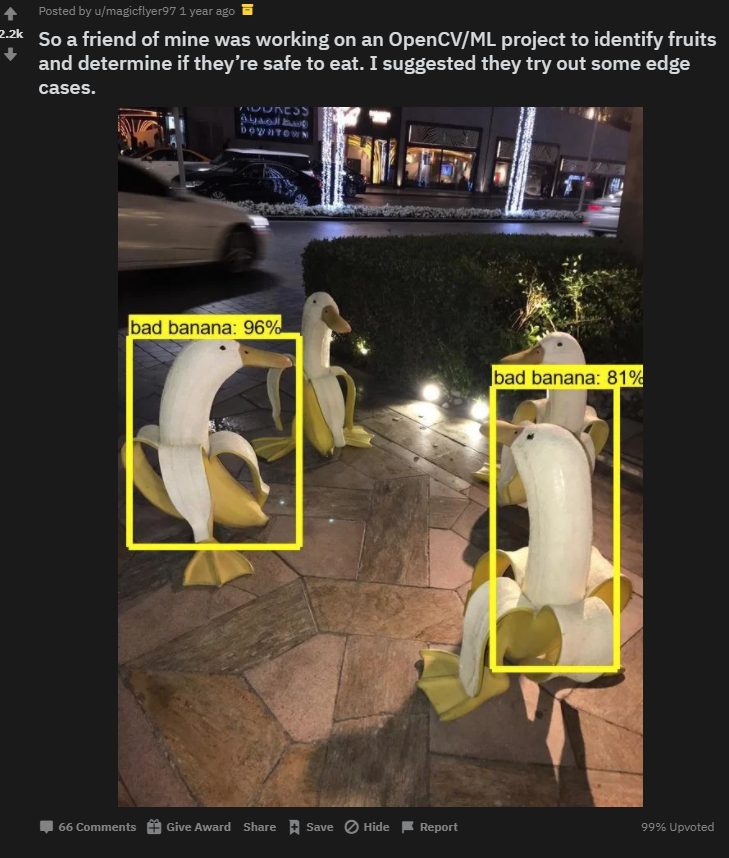 Posted by u/magicflyer97 1 year ago
2.2k
So a friend of mine was working on an OpenCV/ML project to identify fruits
and determine if they're safe to eat. I suggested they try out some edge
cases.
ADDRESS
DOWNTOWN
bad banana: 96%
bad banana: 81%
66 Comments Give Award Share Save Hide Report 99% Upvoted